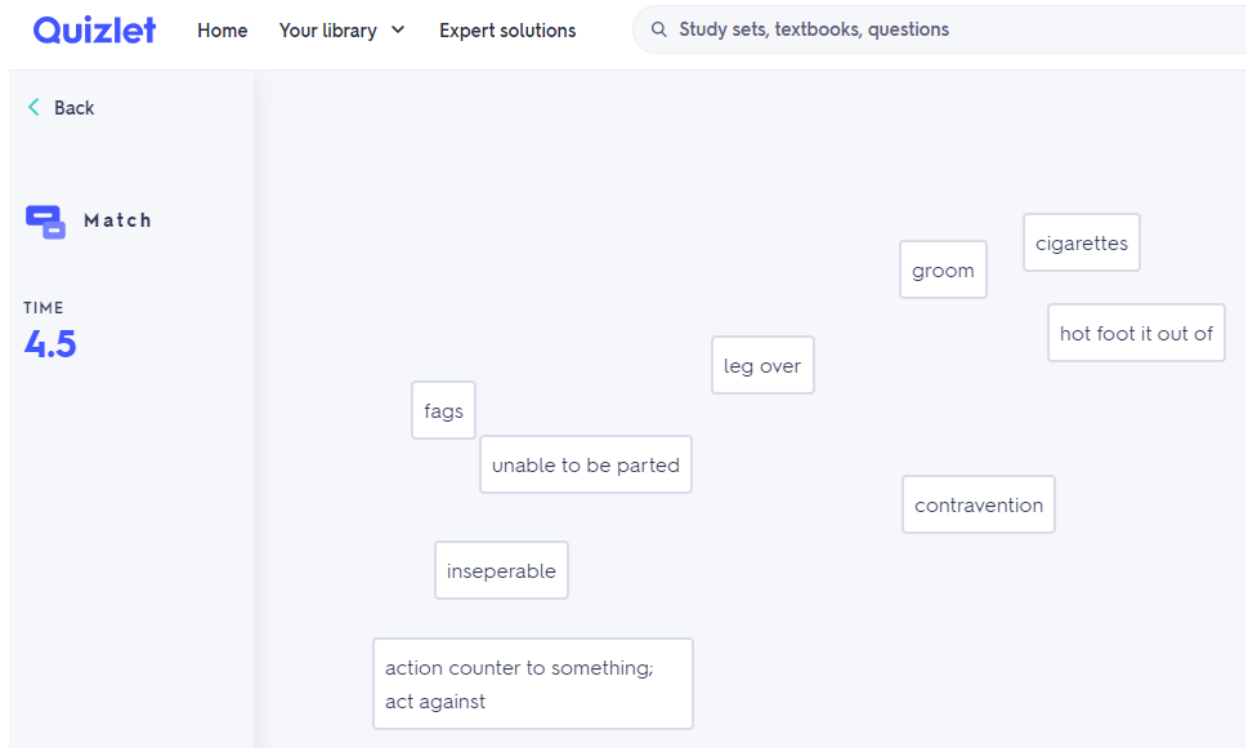 Quizlet
Home
Your library
Expert solutions
Study sets, textbooks, questions
Back
Match
TIME
4.5
cigarettes
groom
hot foot it out of
leg over
fags
unable to be parted
contravention
inseperable
action counter to something;
act against